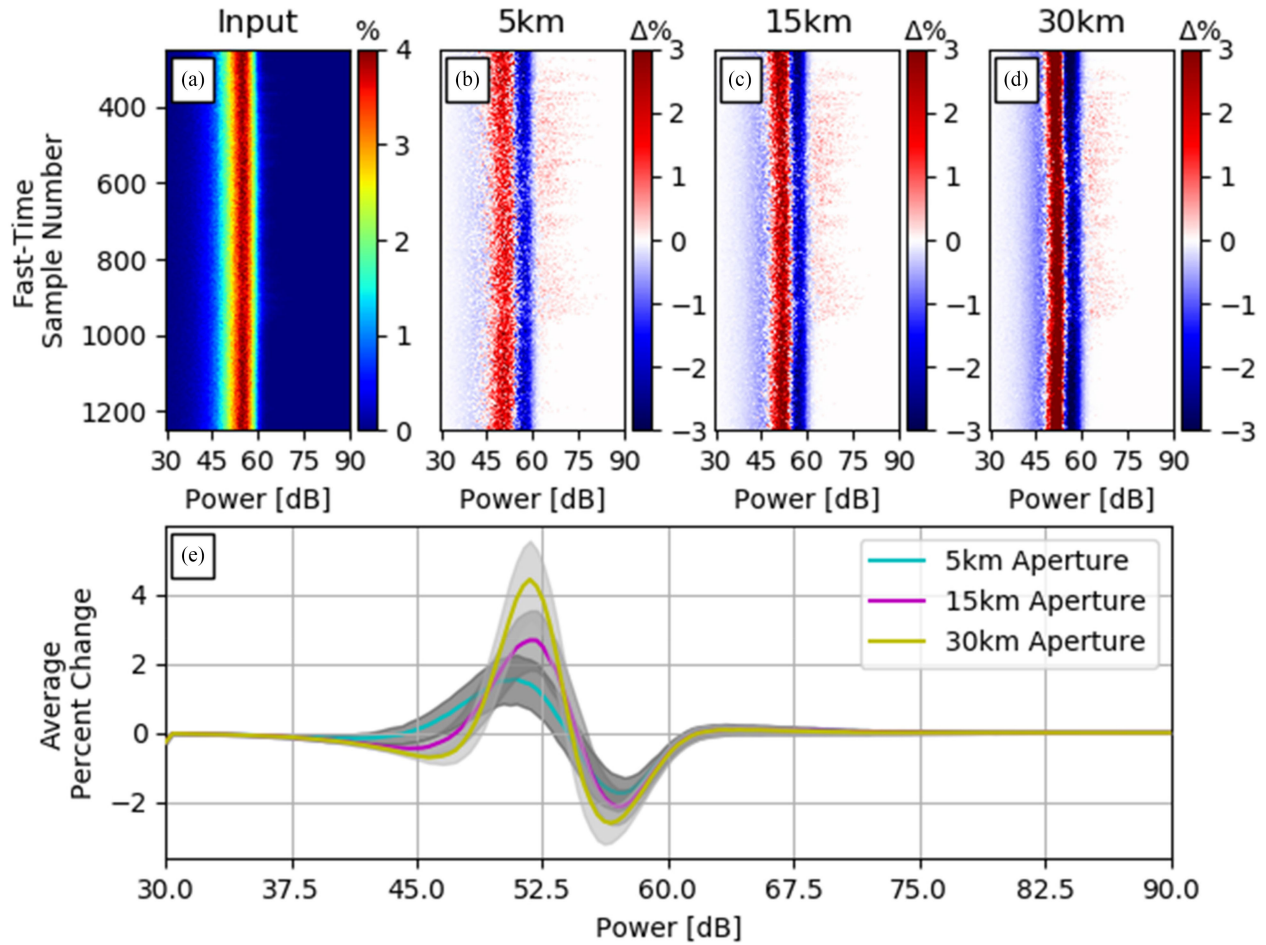 Input
%
5km
Δ%
15km
Δ%
30km
Δ%
(a)
(b)
(c)
(d)
4
3
2
1
0
3
2
1
0
−1
−2
−3
3
2
1
0
−1
−2
−3
3
2
1
0
−1
−2
−3
400
600
800
1000
1200
Fast-Time
Sample Number
30 45 60 75 90
30 45 60 75 90
30 45 60 75 90
30 45 60 75 90
Power [dB]
Power [dB]
Power [dB]
Power [dB]
(e)
5km Aperture
15km Aperture
30km Aperture
4
2
0
−2
Average
Percent Change
30.0 37.5 45.0 52.5 60.0 67.5 75.0 82.5 90.0
Power [dB]